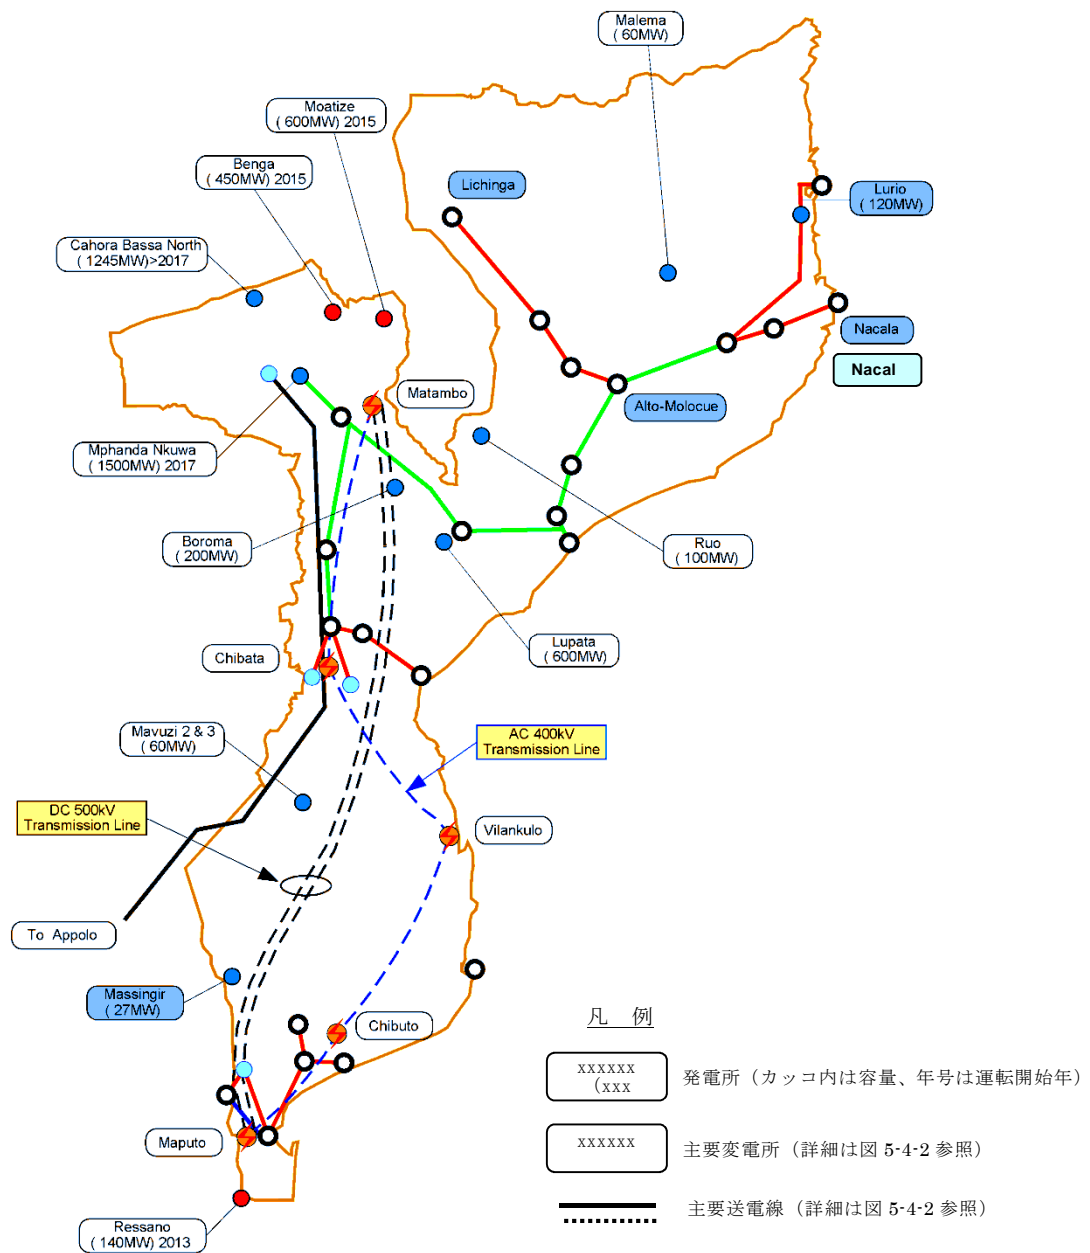 Malema
( 60MW)
Moatize
( 600MW) 2015
Benga
( 450MW) 2015
Lichinga
Lurio
( 120MW)
Cahora Bassa North
( 1245MW)>2017
Nacala
Nacal
Matambo
Alto-Molocue
Mphanda Nkuwa
( 1500MW) 2017
Boroma
( 200MW)
Ruo
( 100MW)
Lupata
( 600MW)
Chibata
Mavuzi 2 & 3
( 60MW)
AC 400kV
Transmission Line
DC 500kV
Transmission Line
Vilankulo
To Appolo
Massingir
( 27MW)
Chibuto
Maputo
Ressano
( 140MW) 2013
凡 例
xxxxxx
(xxx
発電所（カッコ内は容量、年号は運転開始年）
xxxxxx
主要変電所（詳細は図 5-4-2 参照）
主要送電線（詳細は図 5-4-2 参照）